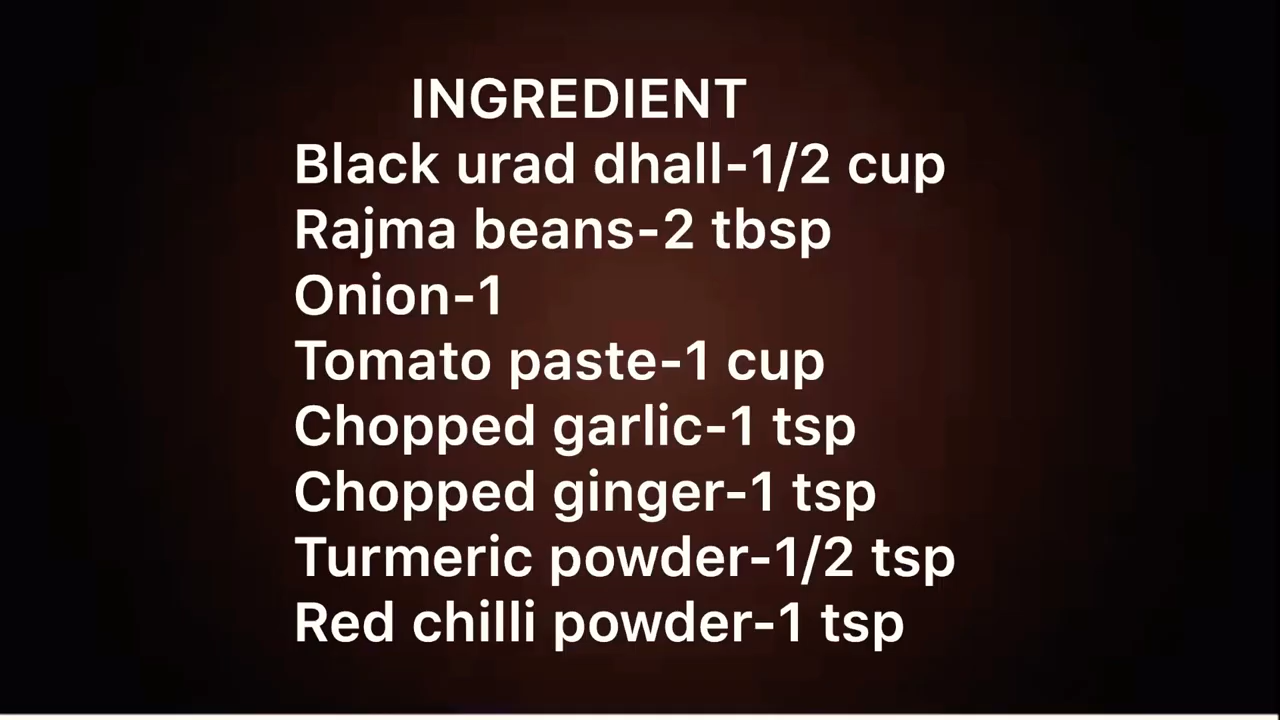 INGREDIENT
Black urad dhall-1/2 cup
Rajma beans-2 tbsp
Onion-1
Tomato paste-1 cup
Chopped garlic-1 tsp
Chopped ginger-1 tsp
Turmeric powder-1/2 tsp
Red chilli powder-1 tsp